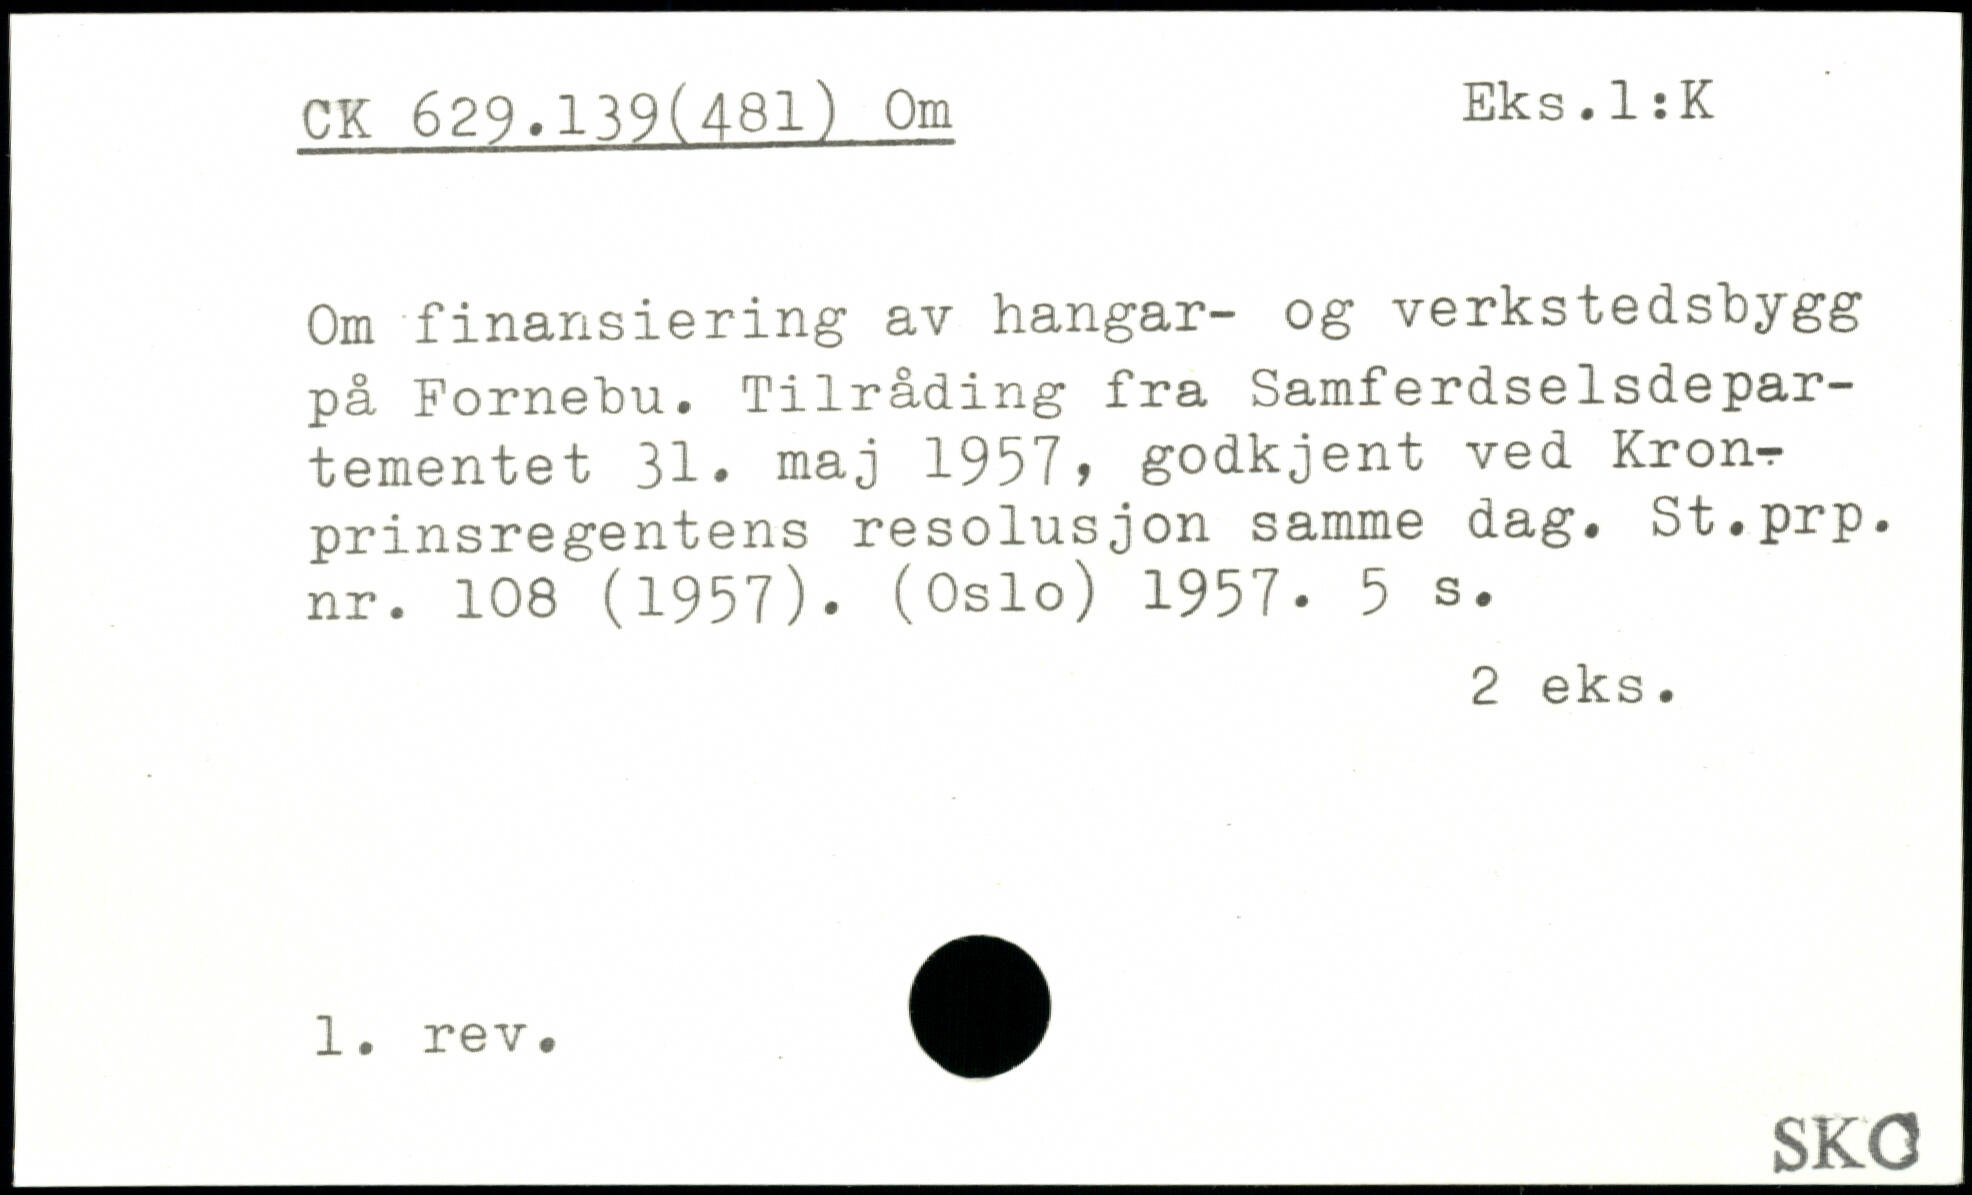 CK 629.139(481) Om
Eks.1:K
Om finansiering av hangar- og verkstedsbygg
på Fornebu. Tilråding fra Samferdselsdepar-
tementet 31. maj 1957, godkjent ved Kron-
prinsregentens resolusjon samme dag. St.prp.
nr. 108 (1957). (Oslo) 1957. 5 s.
2 eks.
1. rev.
SKO